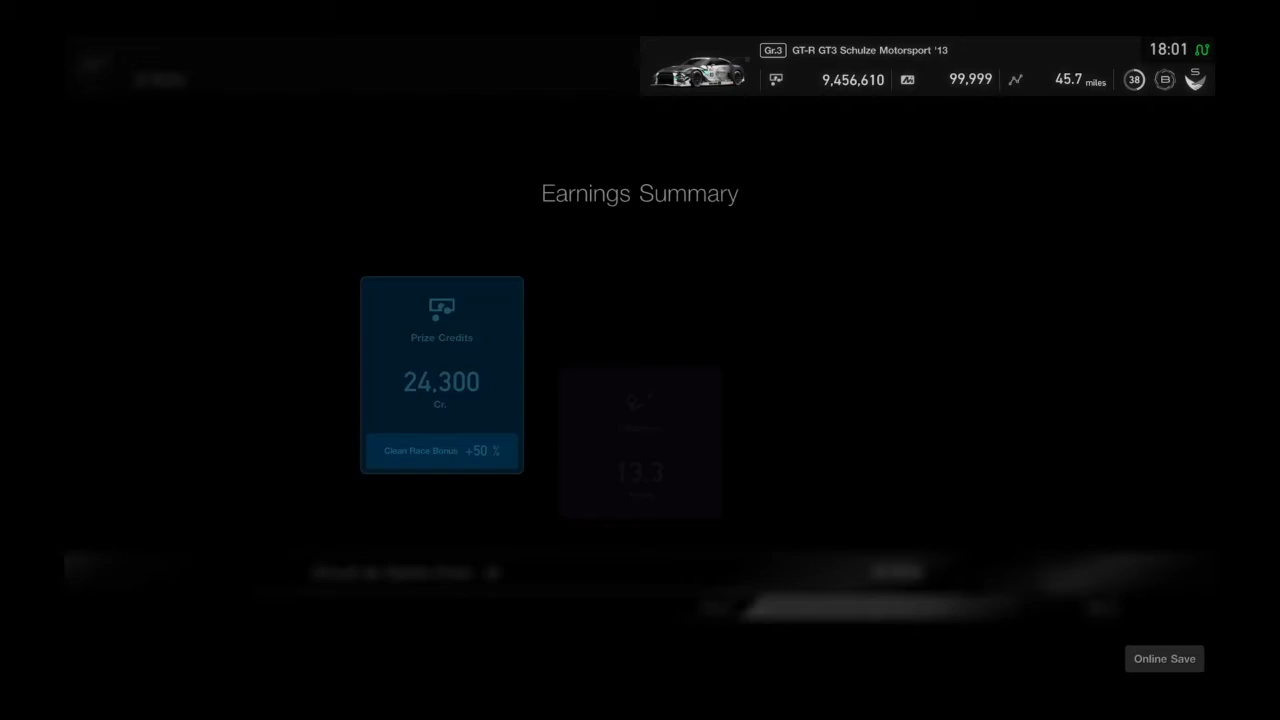 Gr.3 GT-R GT3 Schulze Motorsport '13
18:01
9,456,610 99,999 45.7 miles 38 B S
Earnings Summary
Prize Credits
24,300
Cr.
Clean Race Bonus +50 %
13.3
Online Save